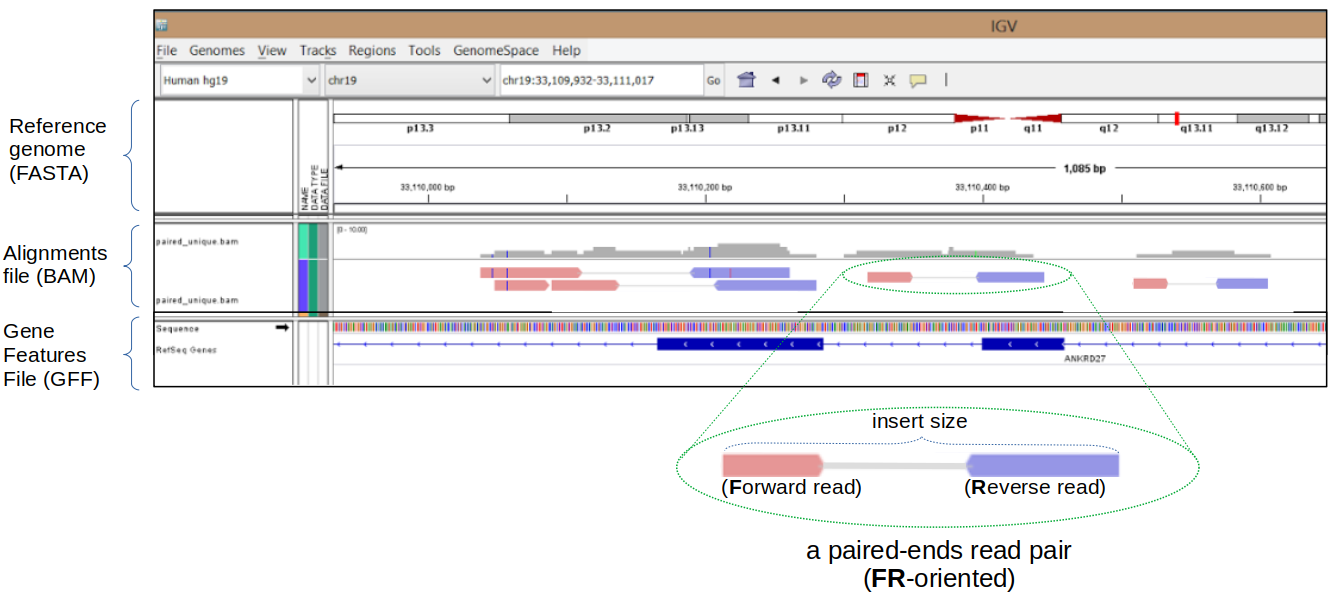 IGV
File Genomes View Tracks Regions Tools GenomeSpace Help
Human hg19 chr19 chr19:33,109,932-33,111,017 Go
Reference
genome
(FASTA)
NAME
DATA TYPE
DATA FILE
p13.3 p13.2 p13.13 p13.11 p12 p11 q11 q12 q13.11 q13.12
1,085 bp
33,110,000 bp 33,110,200 bp 33,110,400 bp 33,110,600 bp
Alignments
file (BAM)
paired_unique.bam
[0 - 10.00]
paired_unique.bam
Gene
Features
File (GFF)
Sequence
RefSeq Genes
ANKRD27
insert size
(Forward read) (Reverse read)
a paired-ends read pair
(FR-oriented)